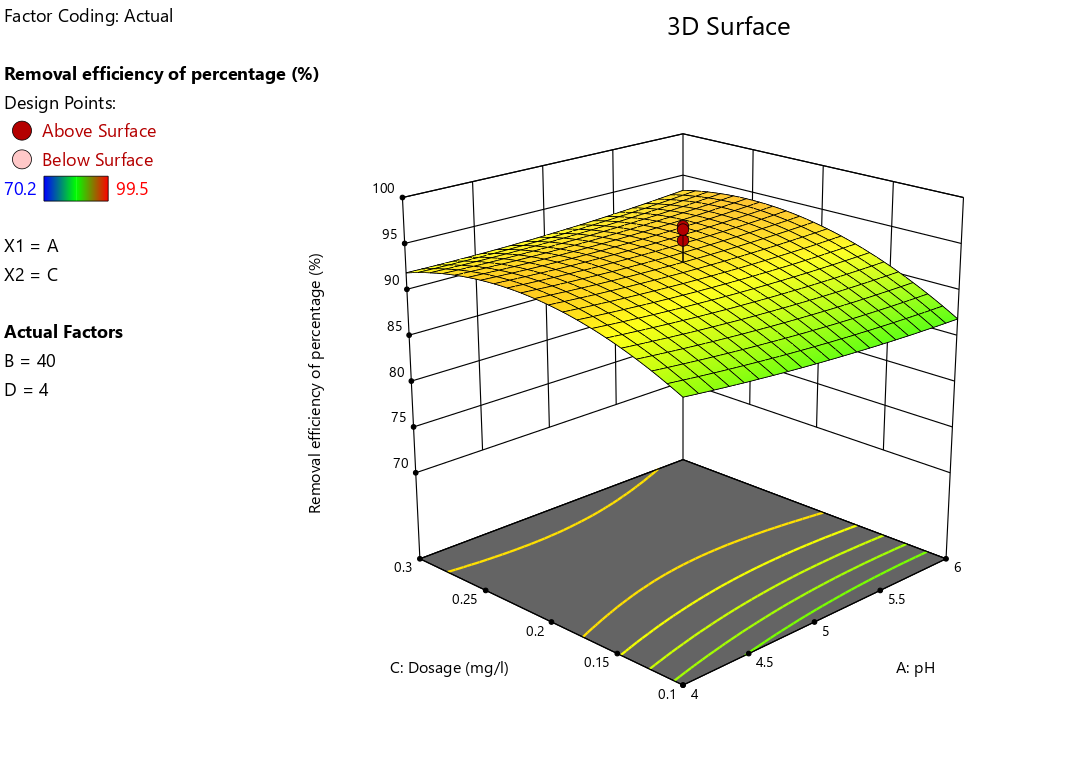 Factor Coding: Actual
3D Surface
Removal efficiency of percentage (%)
Design Points:
Above Surface
Below Surface
70.2 99.5
X1 = A
X2 = C
Actual Factors
B = 40
D = 4
Removal efficiency of percentage (%)
100
95
90
85
80
75
70
0.3
0.25
0.2
0.15
0.1
C: Dosage (mg/l)
4
4.5
5
5.5
6
A: pH